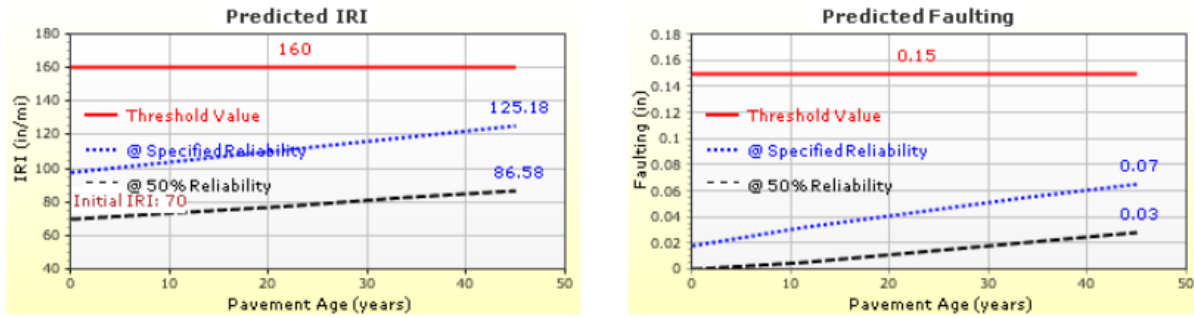 Predicted IRI
180
160
140
120
100
80
60
40
IRI (in/mi)
160
Threshold Value
125.18
@ Specified Reliability
86.58
@ 50% Reliability
Initial IRI: 70
0 10 20 30 40 50
Pavement Age (years)
Predicted Faulting
0.18
0.16
0.14
0.12
0.1
0.08
0.06
0.04
0.02
0
Faulting (in)
0.15
Threshold Value
@ Specified Reliability
0.07
@ 50% Reliability
0.03
0 10 20 30 40 50
Pavement Age (years)